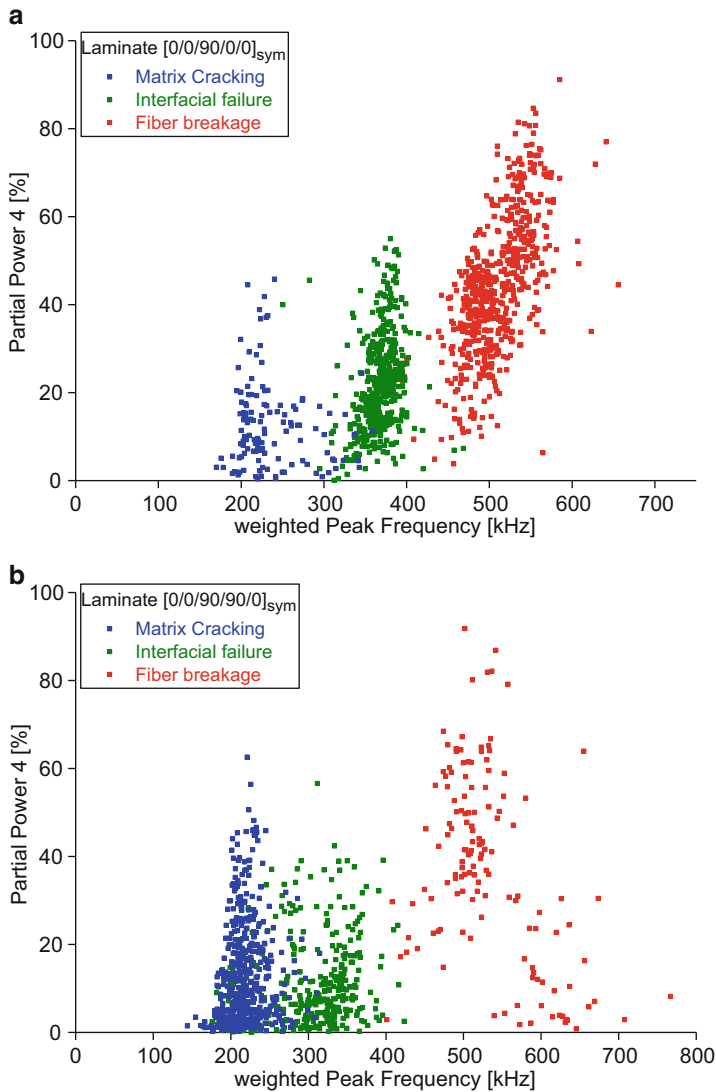 a
100
80
60
40
20
0
Partial Power 4 [%]
Laminate [0/0/90/0/0]sym
Matrix Cracking
Interfacial failure
Fiber breakage
0 100 200 300 400 500 600 700
weighted Peak Frequency [kHz]
b
100
80
60
40
20
0
Partial Power 4 [%]
Laminate [0/0/90/90/0]sym
Matrix Cracking
Interfacial failure
Fiber breakage
0 100 200 300 400 500 600 700 800
weighted Peak Frequency [kHz]